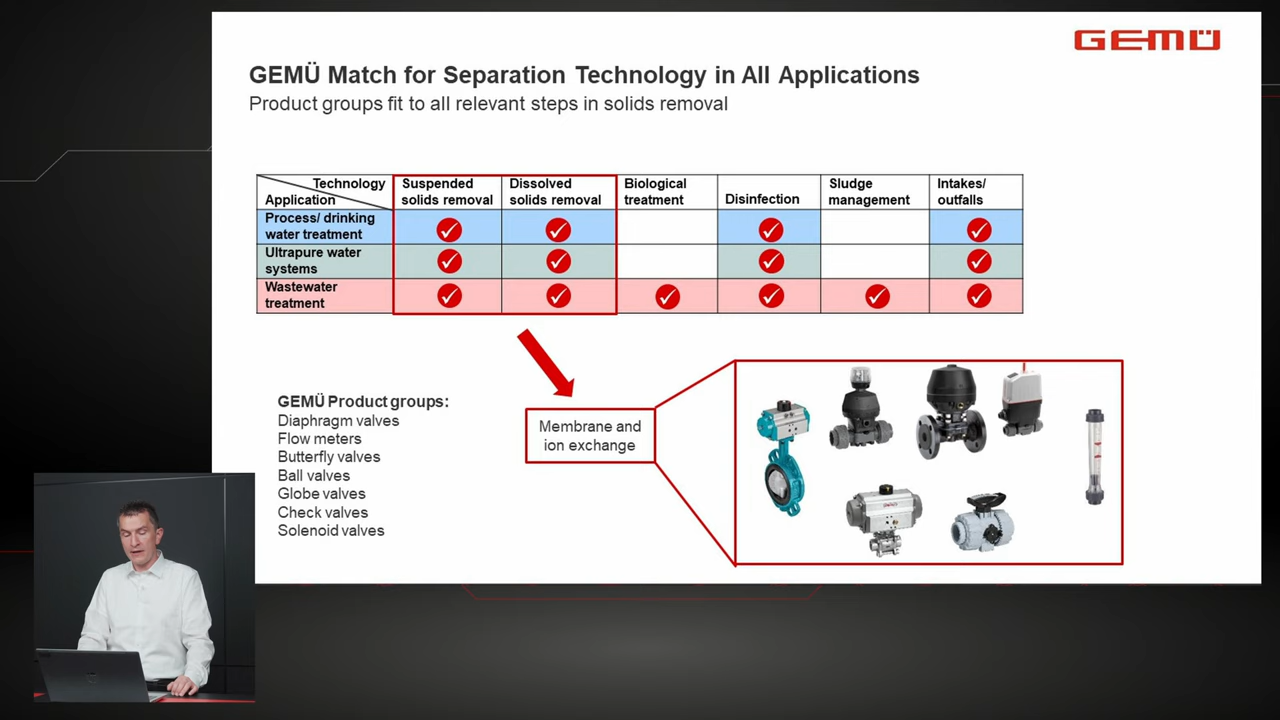 GEMÜ
GEMÜ Match for Separation Technology in All Applications
Product groups fit to all relevant steps in solids removal
Technology
Application
Suspended
solids removal
Dissolved
solids removal
Biological
treatment
Disinfection
Sludge
management
Intakes/
outfalls
Process/ drinking
water treatment
Ultrapure water
systems
Wastewater
treatment
GEMÜ Product groups:
Diaphragm valves
Flow meters
Butterfly valves
Ball valves
Globe valves
Check valves
Solenoid valves
Membrane and
ion exchange